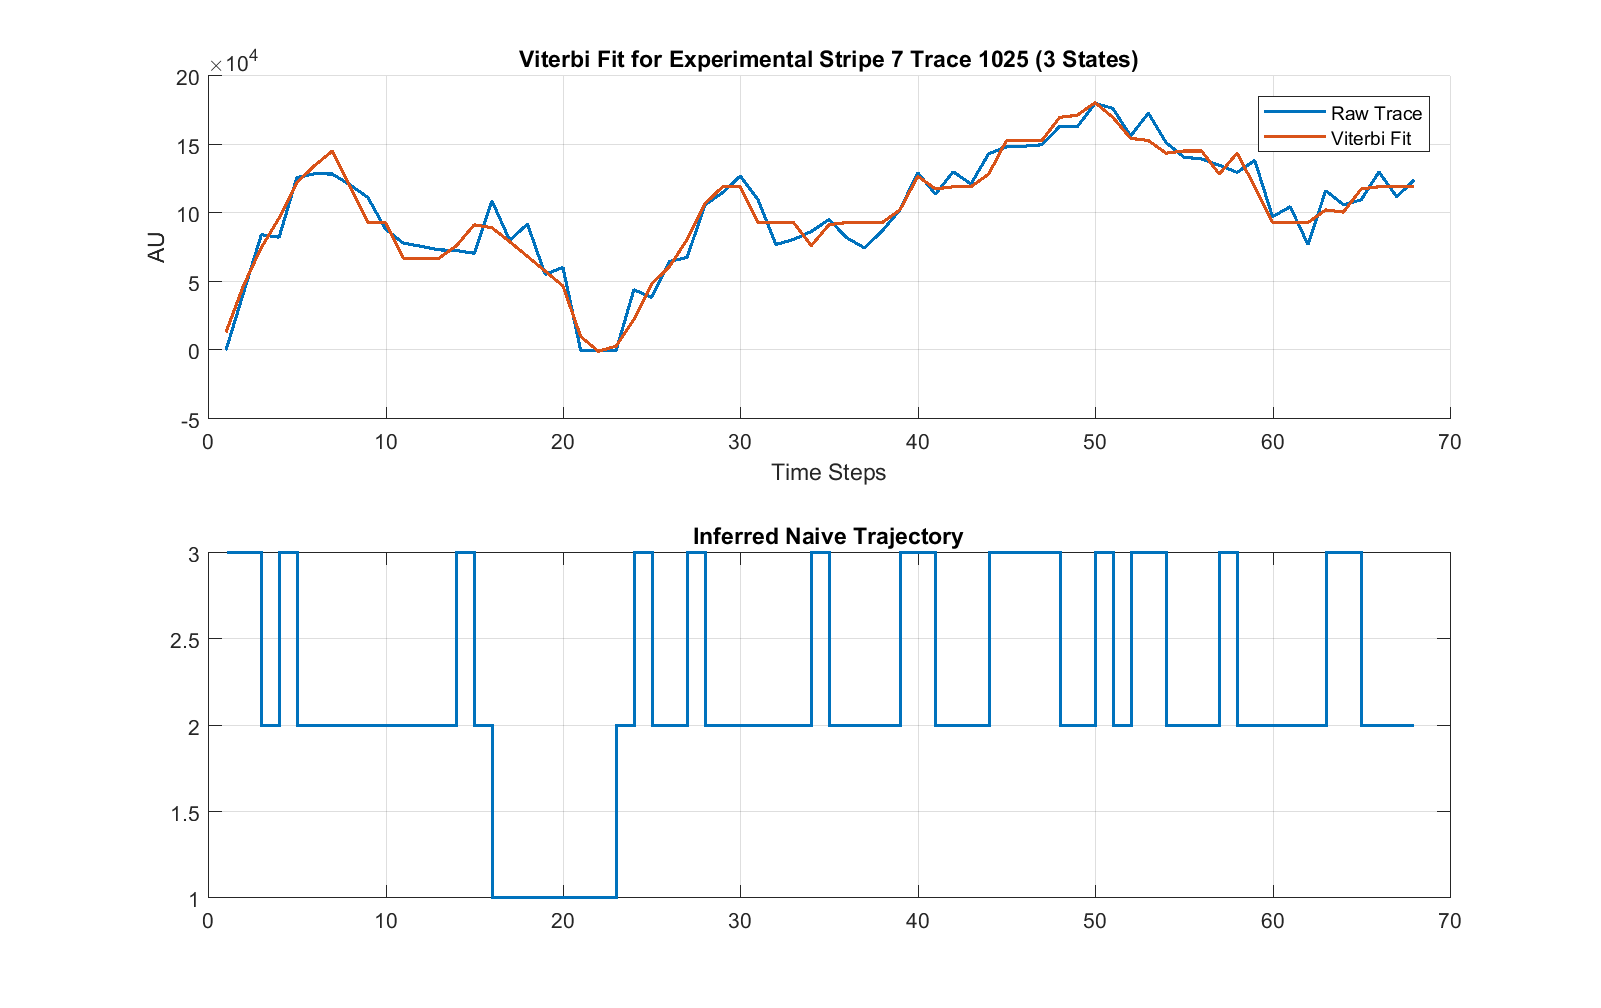 Viterbi Fit for Experimental Stripe 7 Trace 1025 (3 States)
×10⁴
20
15
10
5
0
-5
AU
Raw Trace
Viterbi Fit
0 10 20 30 40 50 60 70
Time Steps
Inferred Naive Trajectory
3
2.5
2
1.5
1
0 10 20 30 40 50 60 70